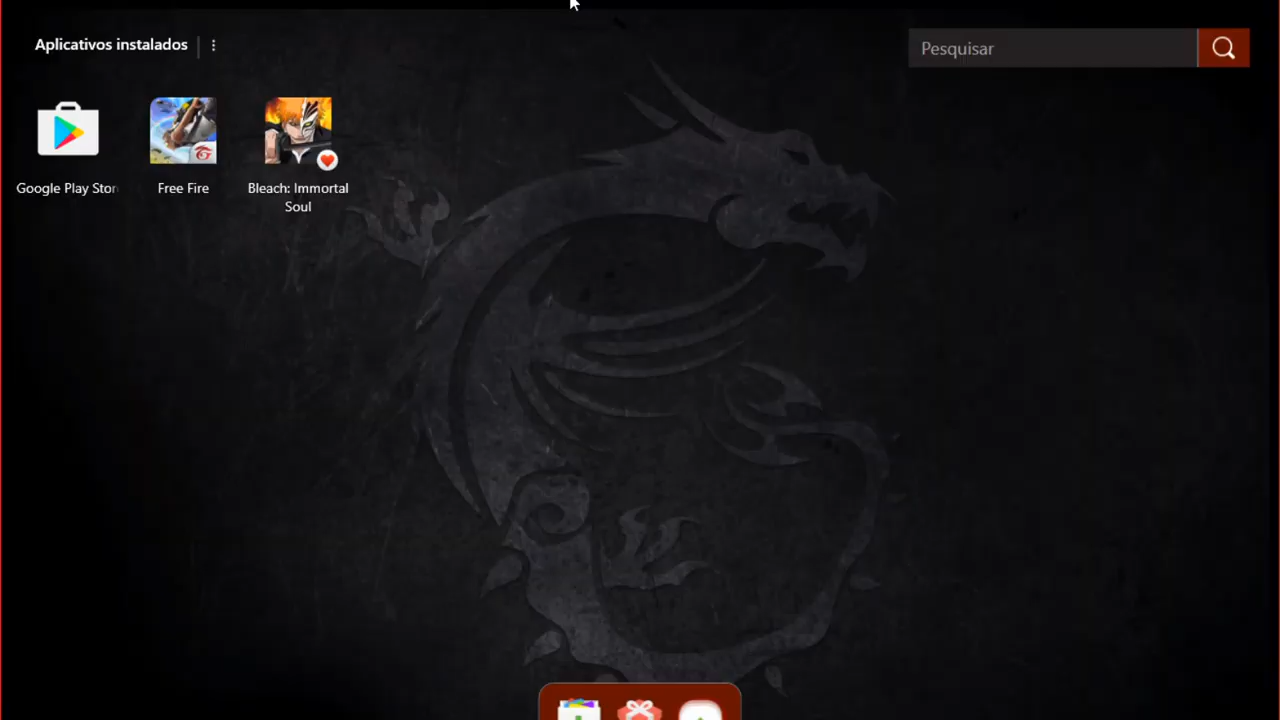 Aplicativos instalados
Pesquisar
Google Play Stor
Free Fire
Bleach: Immortal
Soul